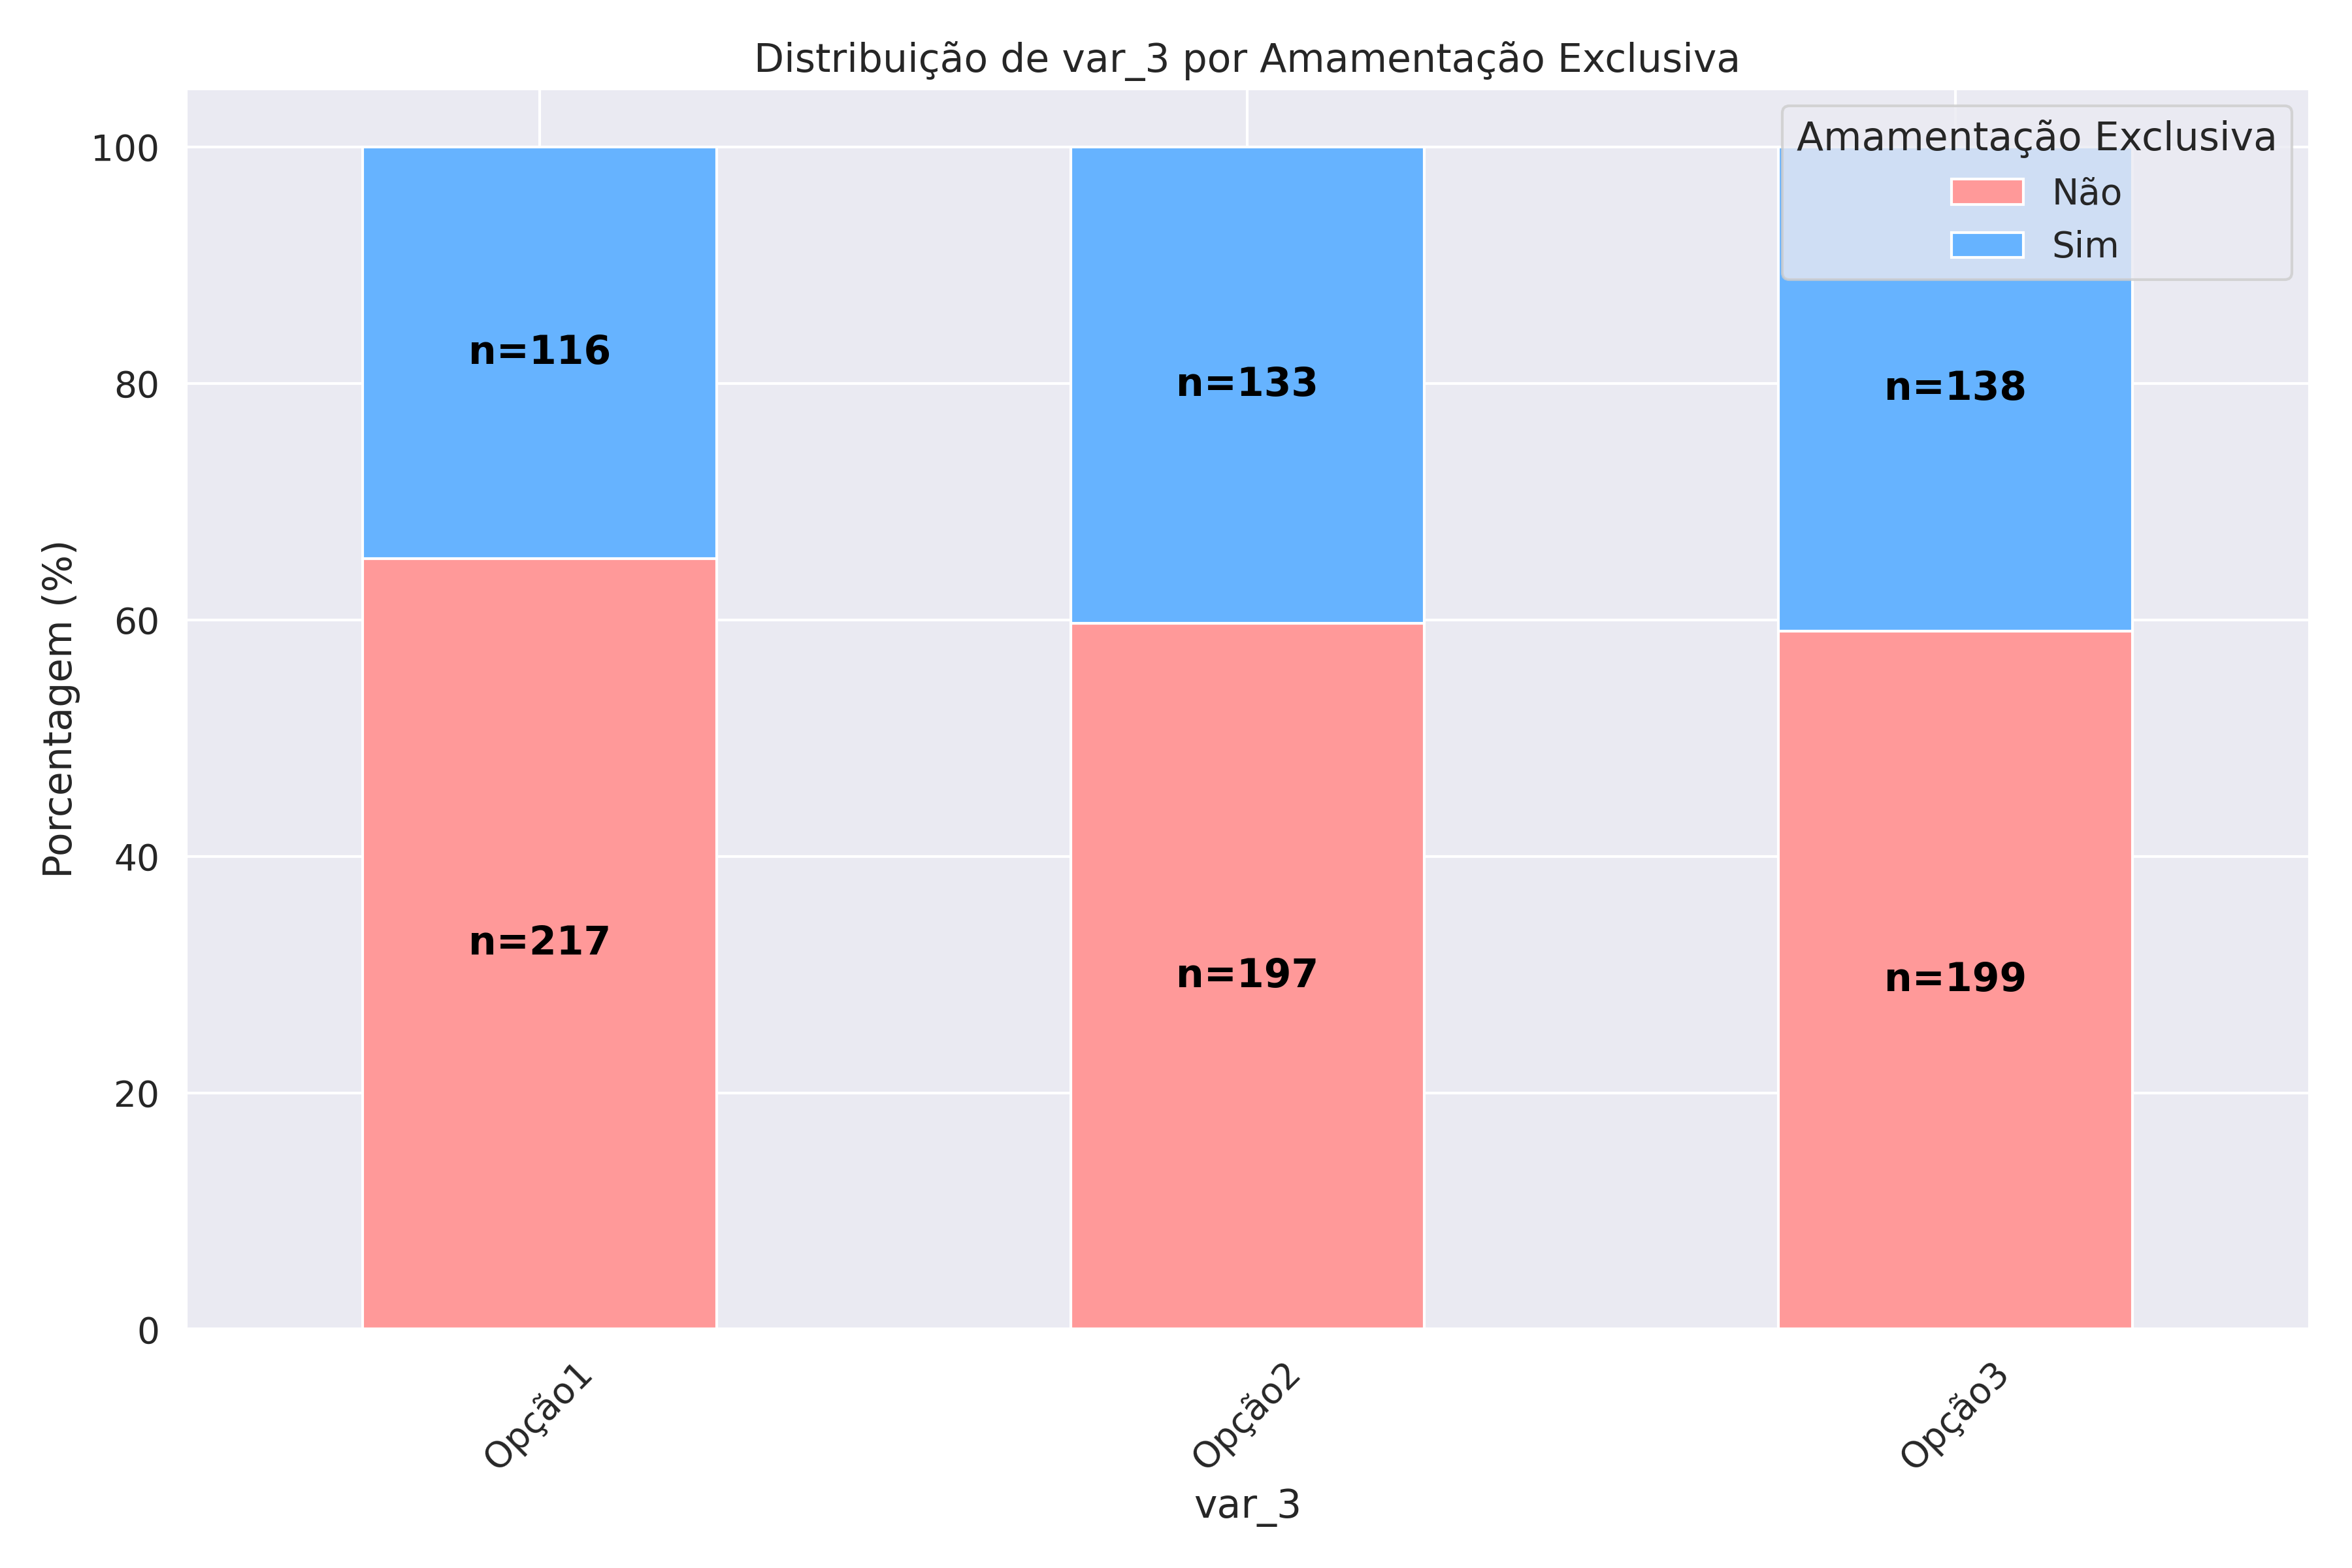 Distribuição de var_3 por Amamentação Exclusiva
Amamentação Exclusiva
Não
Sim
Porcentagem (%)
100
80
60
40
20
0
n=116
n=133
n=138
n=217
n=197
n=199
Opção1
Opção2
Opção3
var_3